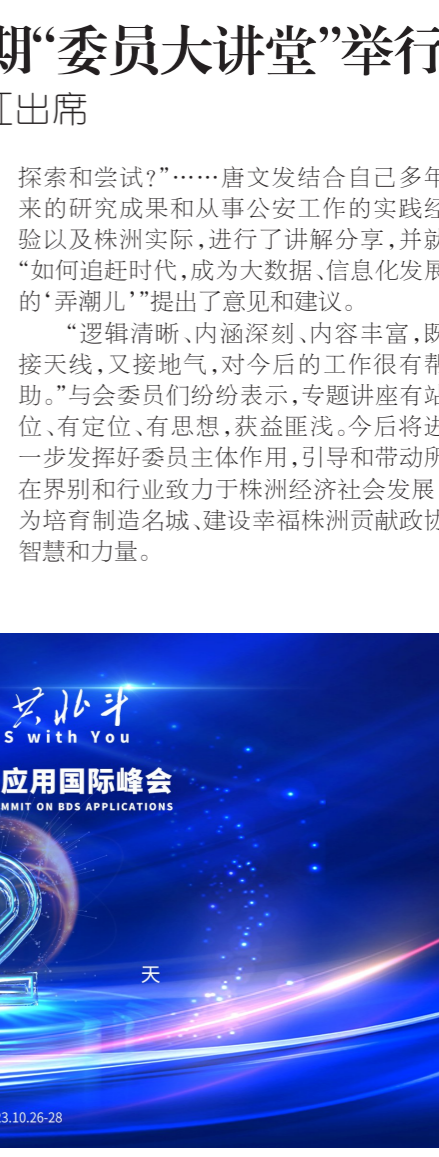 期“委员大讲堂”举行
江出席
探索和尝试?”……唐文发结合自己多年
来的研究成果和从事公安工作的实践经
验以及株洲实际,进行了讲解分享,并就
“如何追赶时代,成为大数据、信息化发展
的‘弄潮儿’”提出了意见和建议。
“逻辑清晰、内涵深刻、内容丰富,既
接天线,又接地气,对今后的工作很有帮
助。”与会委员们纷纷表示,专题讲座有站
位、有定位、有思想,获益匪浅。今后将进
一步发挥好委员主体作用,引导和带动所
在界别和行业致力于株洲经济社会发展
为培育制造名城、建设幸福株洲贡献政协
智慧和力量。
共北斗
S with You
应用国际峰会
MMIT ON BDS APPLICATIONS
2
天
3.10.26-28